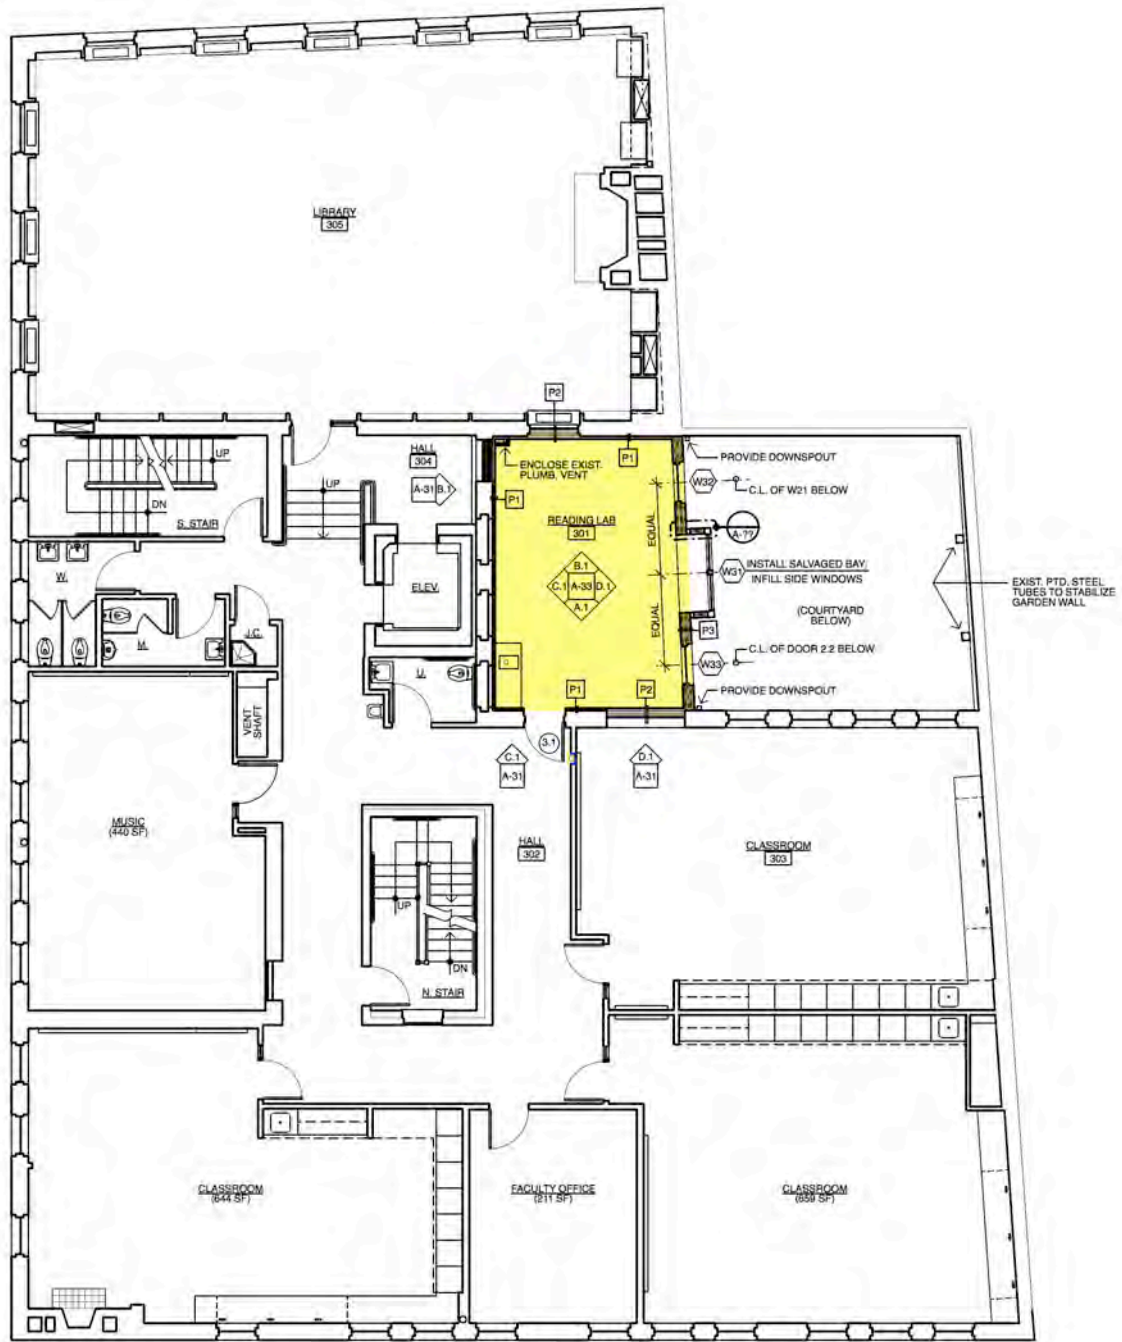 LIBRARY
305
P2
HALL
304
A-31
B.1
UP
DN
S. STAIR
UP
ENCLOSE EXIST.
PLUMB. VENT
P1
P1
PROVIDE DOWNSPOUT
W32
C.L. OF W21 BELOW
READING LAB
301
EQUAL
A-??
B.1
C.1
A-33
D.1
A.1
W31
INSTALL SALVAGED BAY,
INFILL SIDE WINDOWS
EXIST. PTD. STEEL
TUBES TO STABILIZE
GARDEN WALL
(COURTYARD
BELOW)
EQUAL
P3
C.L. OF DOOR 2.2 BELOW
W33
PROVIDE DOWNSPOUT
W.
M.
J.C.
ELEV.
U.
P1
P2
VENT
SHAFT
3.1
C.1
A-31
D.1
A-31
MUSIC
(440 SF)
HALL
302
CLASSROOM
303
UP
DN
N. STAIR
CLASSROOM
(644 SF)
FACULTY OFFICE
(211 SF)
CLASSROOM
(659 SF)